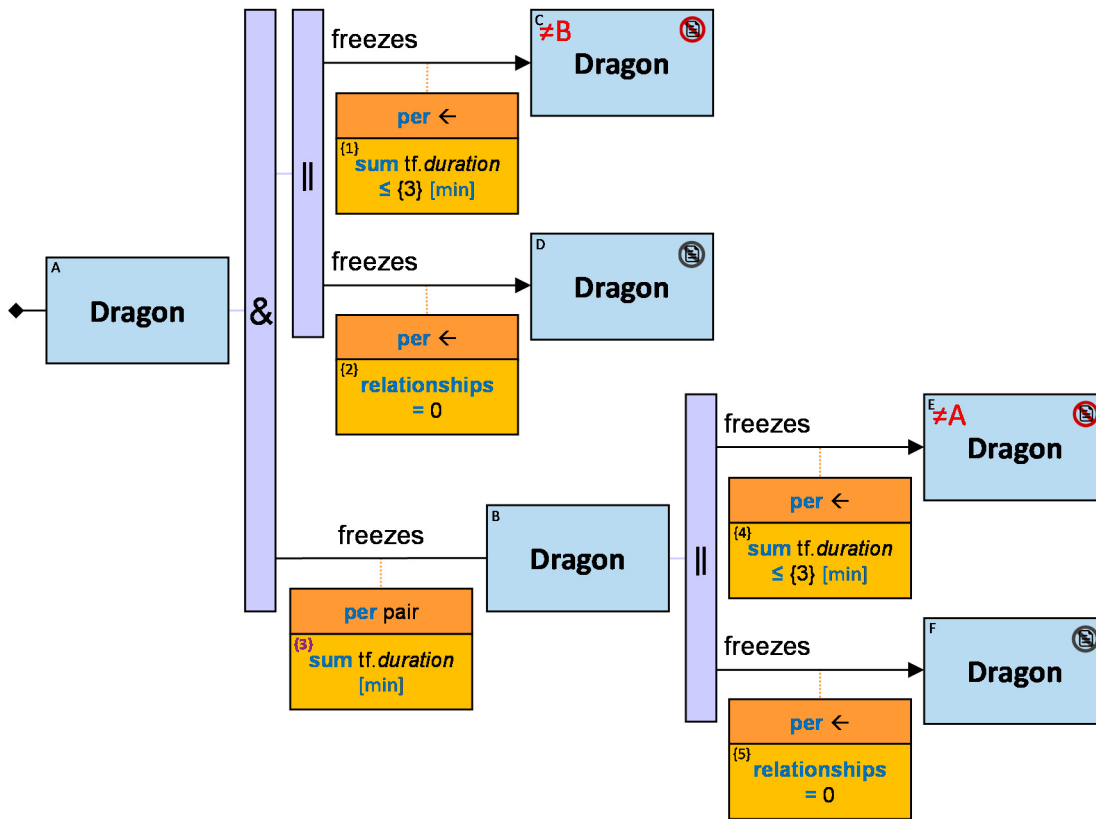 C
≠B
Dragon
freezes
per ←
{1}
sum tf.duration
≤ {3} [min]
||
D
Dragon
freezes
per ←
{2}
relationships
= 0
A
Dragon
&
E
≠A
Dragon
freezes
per ←
{4}
sum tf.duration
≤ {3} [min]
B
Dragon
freezes
per pair
{3}
sum tf.duration
[min]
||
F
Dragon
freezes
per ←
{5}
relationships
= 0